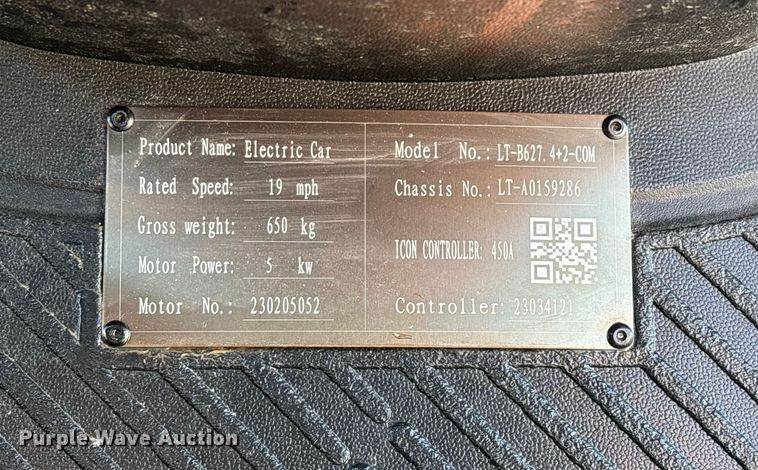 Product Name: Electric Car
Rated Speed: 19 mph
Gross weight: 650 kg
Motor Power: 5 kw
Motor No.: 230205052
Model No.: LT-B627.4+2-COM
Chassis No.: LT-A0159286
ICON CONTROLLER: 450A
Controller: 23034121
Purple Wave Auction